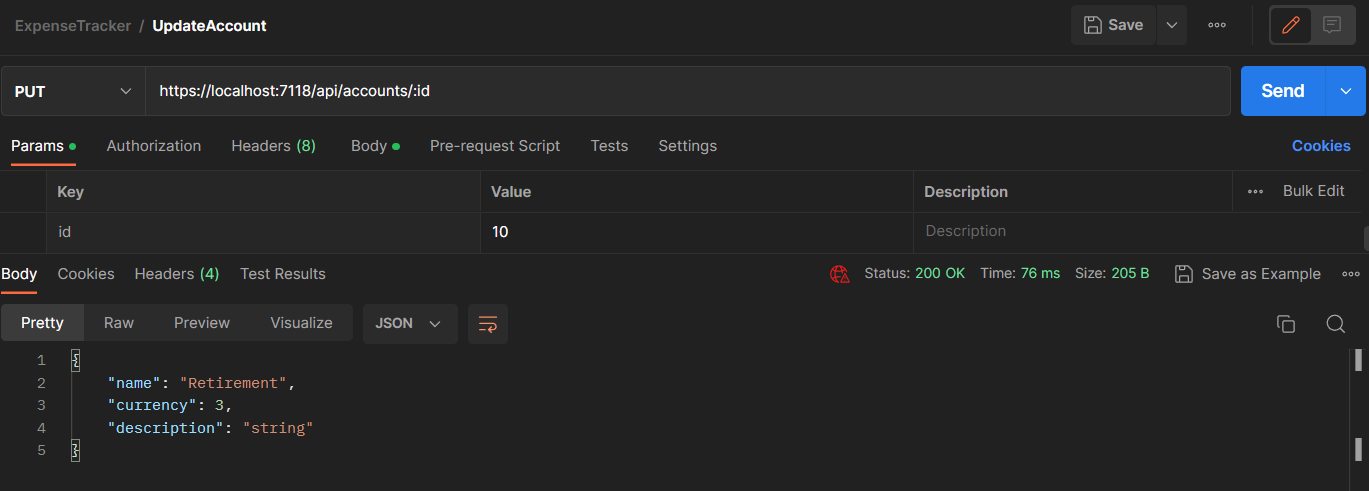 ExpenseTracker / UpdateAccount Save
PUT https://localhost:7118/api/accounts/:id Send
Params Authorization Headers (8) Body Pre-request Script Tests Settings Cookies
Key Value Description Bulk Edit
id 10 Description
Body Cookies Headers (4) Test Results Status: 200 OK Time: 76 ms Size: 205 B Save as Example
Pretty Raw Preview Visualize JSON
1 {
2 "name": "Retirement",
3 "currency": 3,
4 "description": "string"
5 }